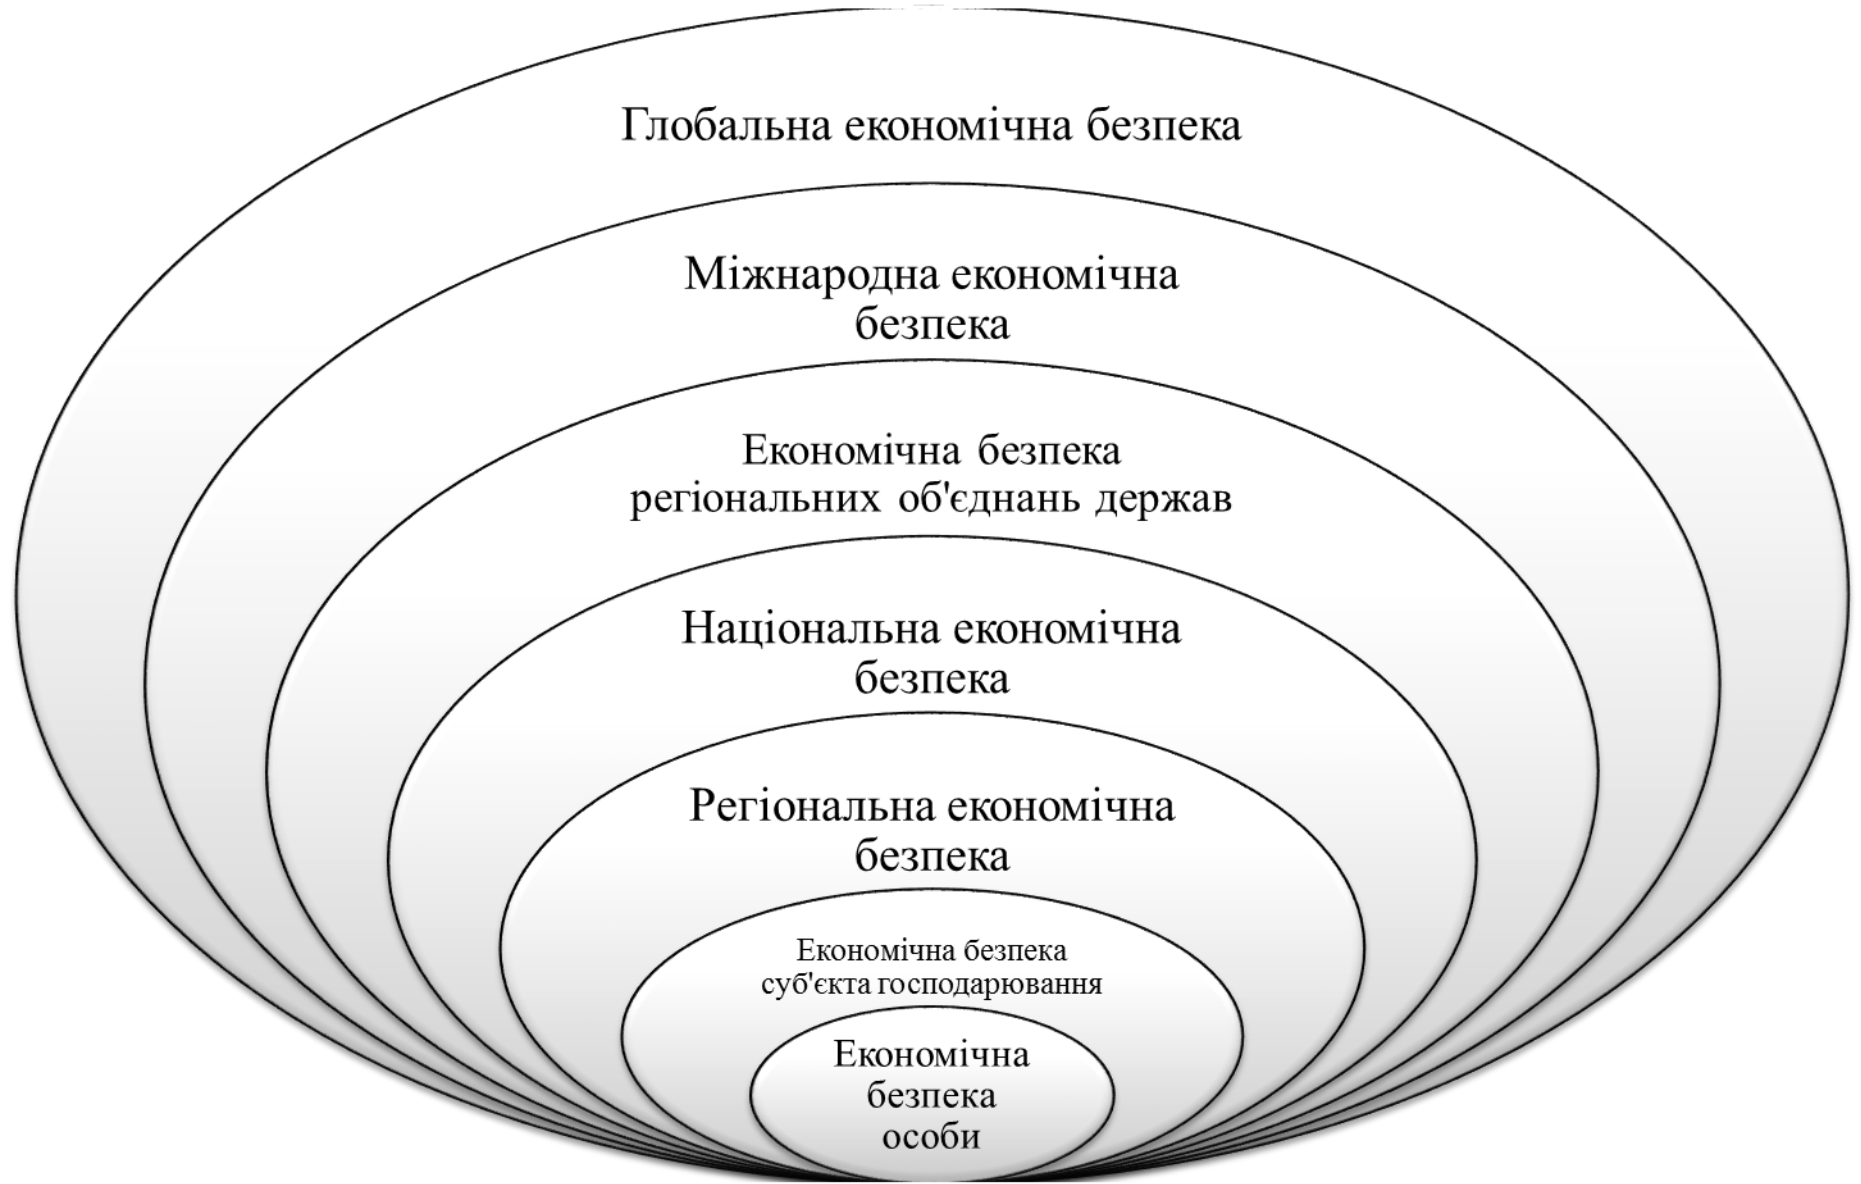 Глобальна економічна безпека
Міжнародна економічна
безпека
Економічна безпека
регіональних об'єднань держав
Національна економічна
безпека
Регіональна економічна
безпека
Економічна безпека
суб'єкта господарювання
Економічна
безпека
особи